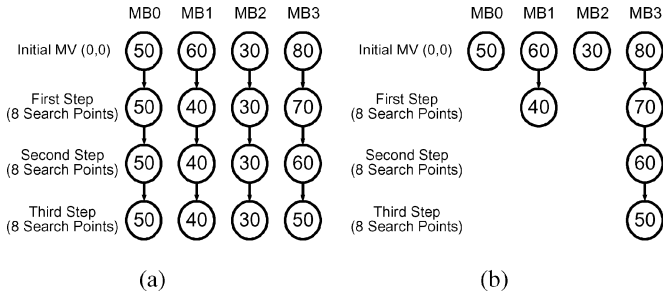 MB0 MB1 MB2 MB3
Initial MV (0,0) 50 60 30 80
First Step
(8 Search Points) 50 40 30 70
Second Step
(8 Search Points) 50 40 30 60
Third Step
(8 Search Points) 50 40 30 50
(a)
MB0 MB1 MB2 MB3
Initial MV (0,0) 50 60 30 80
First Step
(8 Search Points) 40 70
Second Step
(8 Search Points) 60
Third Step
(8 Search Points) 50
(b)